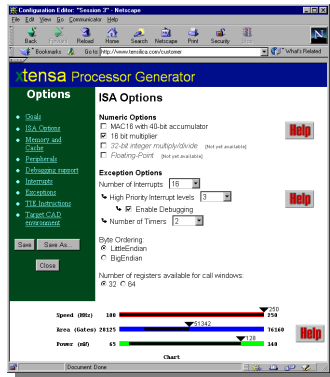 Configuration Editor: "Session 3" - Netscape
File Edit View Go Communicator Help
Back Forward Reload Home Search Netscape Print Security Stop
Bookmarks Go to http://www.tensilica.com/customer What's Related
xtensa Processor Generator
Options
Goals
ISA Options
Memory and Cache
Peripherals
Debugging support
Interrupts
Exceptions
TIE Instructions
Target CAD environment
Save Save As...
Close
ISA Options
Numeric Options
MAC16 with 40-bit accumulator
16 bit multiplier
32-bit integer multiply/divide [Not yet available]
Floating-Point [Not yet available]
Help
Exception Options
Number of Interrupts 16
High Priority Interrupt levels 3
Help
Enable Debugging
Number of Timers 2
Byte Ordering:
LittleEndian
BigEndian
Number of registers available for call windows:
32 64
250
Speed (MHz) 100 250
51342
Area (Gates) 20125 76160
Help
120
Power (mW) 65 140
Chart
Document: Done